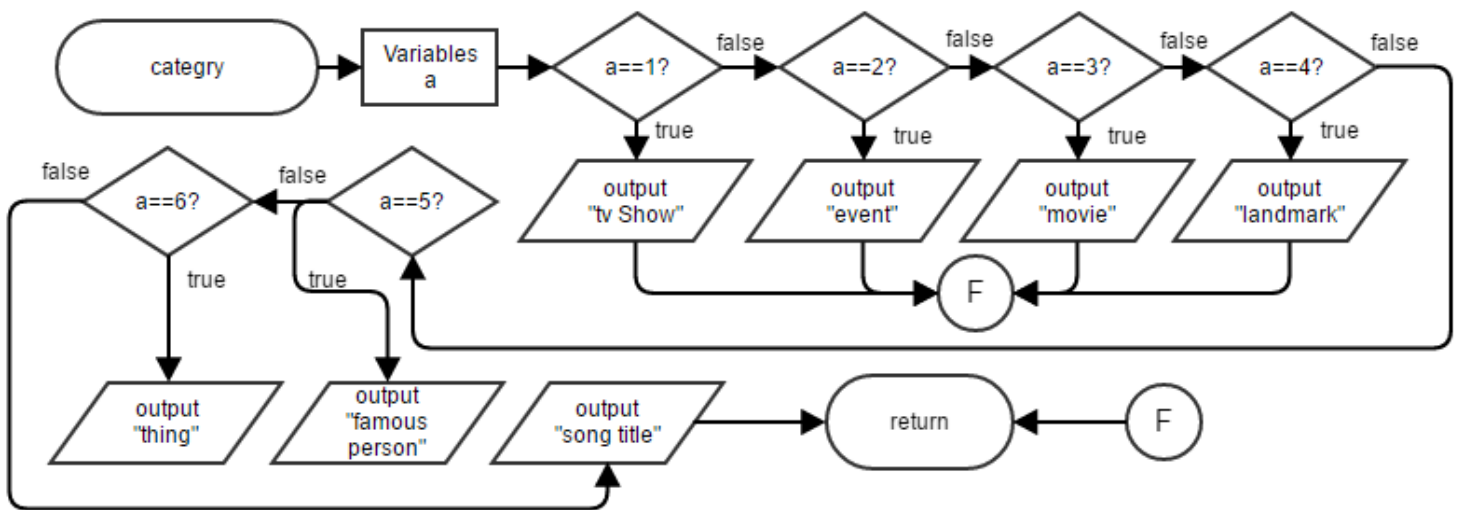 categry
Variables
a
a==1?
false
a==2?
false
a==3?
false
a==4?
false
true
true
true
true
output
"tv Show"
output
"event"
output
"movie"
output
"landmark"
false
a==6?
false
a==5?
true
true
F
output
"thing"
output
"famous
person"
output
"song title"
return
F